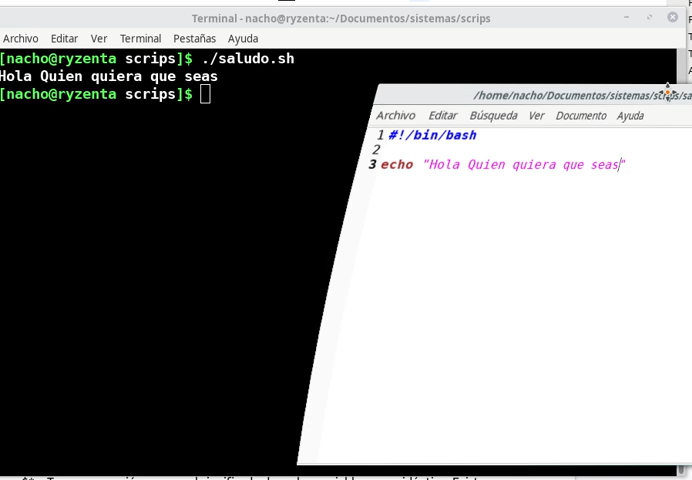 Terminal - nacho@ryzenta:~/Documentos/sistemas/scrips
Archivo Editar Ver Terminal Pestañas Ayuda
[nacho@ryzenta scrips]$ ./saludo.sh
Hola Quien quiera que seas
[nacho@ryzenta scrips]$
/home/nacho/Documentos/sistemas/scrips/sa
Archivo Editar Búsqueda Ver Documento Ayuda
1 #!/bin/bash
2
3 echo "Hola Quien quiera que seas"